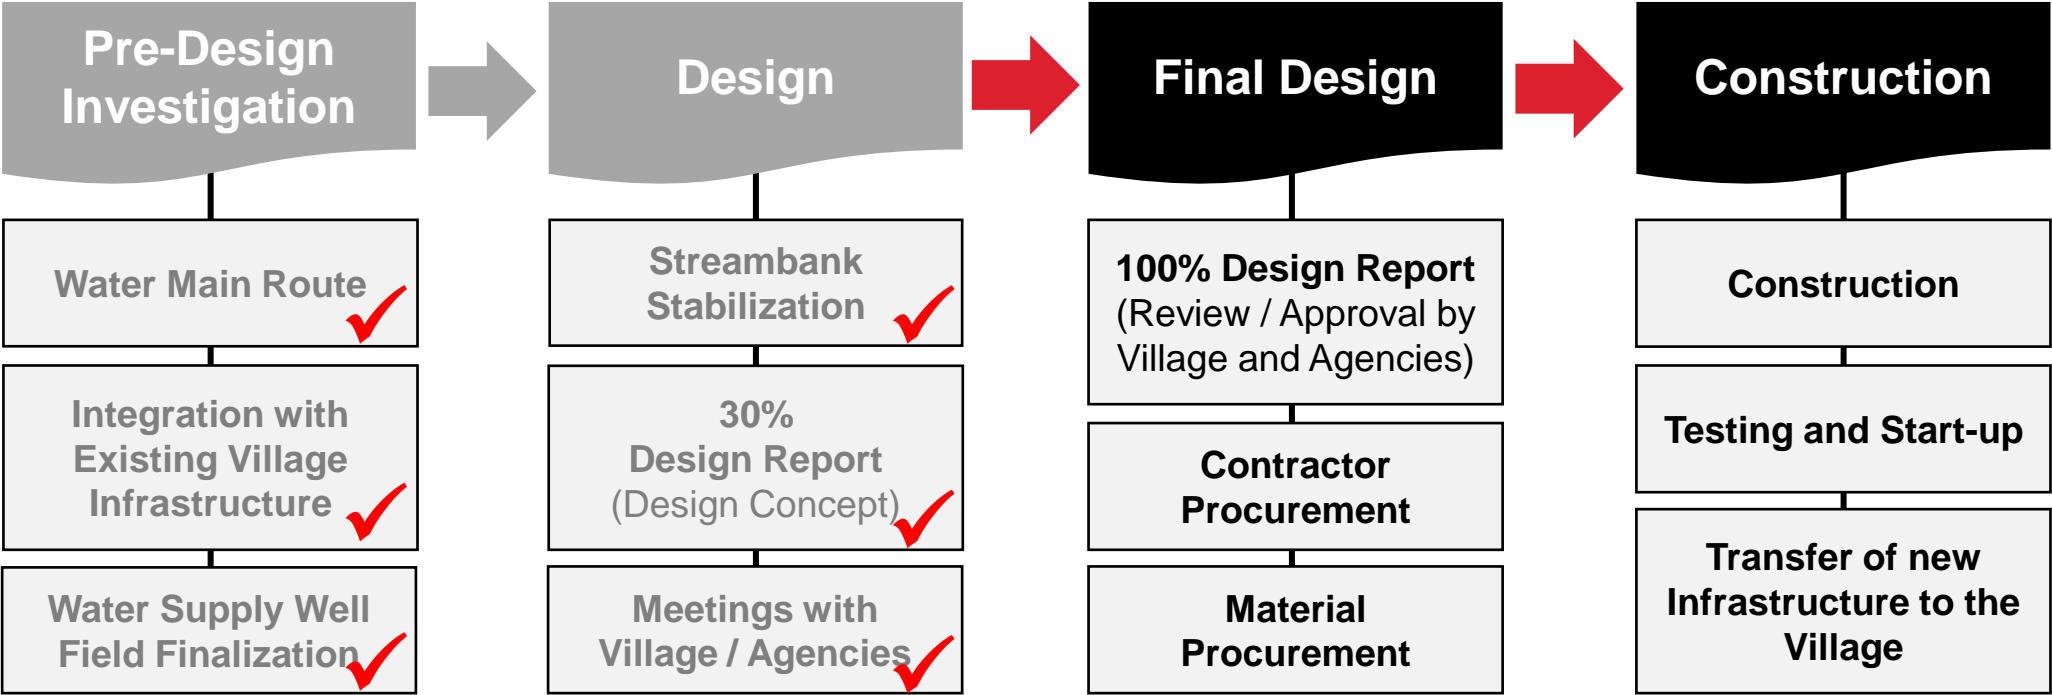 Pre-Design
Investigation
Water Main Route
Integration with
Existing Village
Infrastructure
Water Supply Well
Field Finalization
Design
Streambank
Stabilization
30%
Design Report
(Design Concept)
Meetings with
Village / Agencies
Final Design
100% Design Report
(Review / Approval by
Village and Agencies)
Contractor
Procurement
Material
Procurement
Construction
Construction
Testing and Start-up
Transfer of new
Infrastructure to the
Village